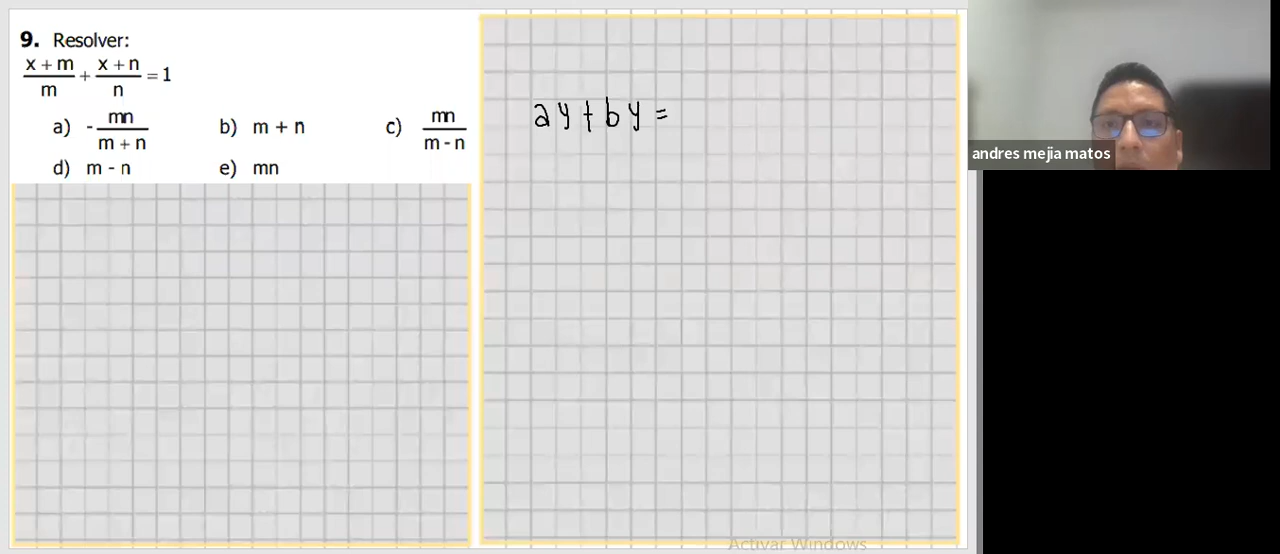 9. Resolver:
x + m / m + x + n / n = 1
a) - mn / m + n b) m + n c) mn / m - n
d) m - n e) mn
ay + by =
andres mejia matos
Activar Windows